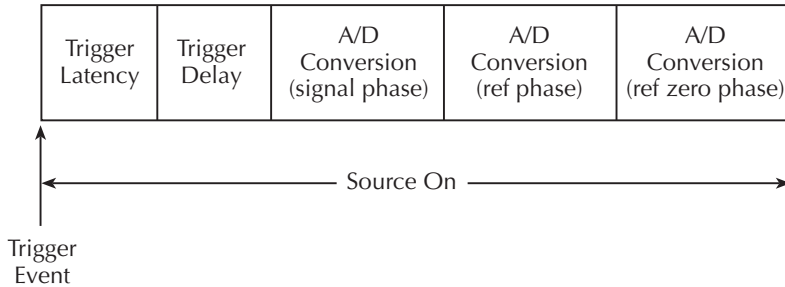 Trigger
Latency
Trigger
Delay
A/D
Conversion
(signal phase)
A/D
Conversion
(ref phase)
A/D
Conversion
(ref zero phase)
Source On
Trigger
Event